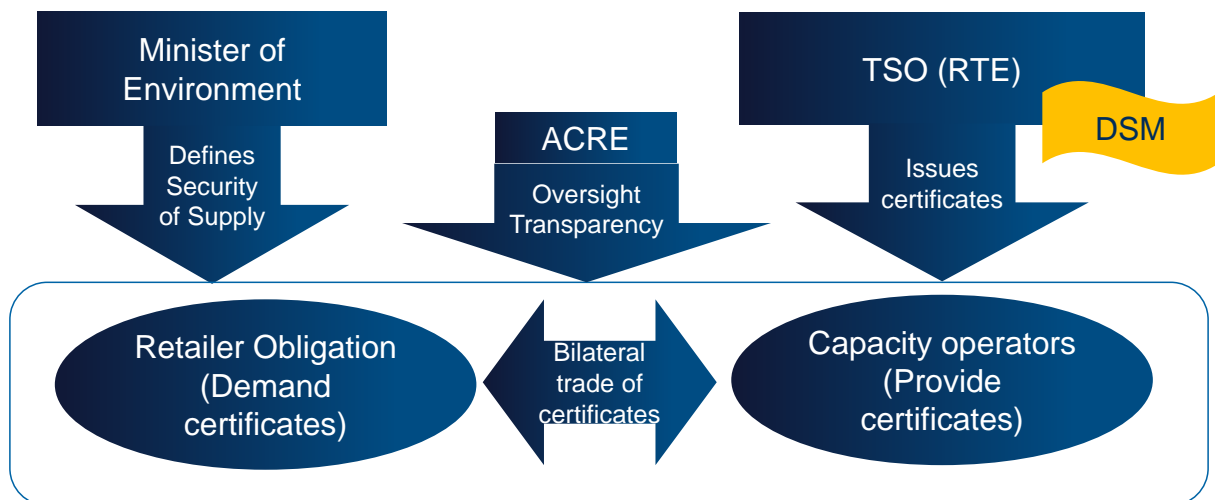 Minister of
Environment
Defines
Security
of Supply
ACRE
Oversight
Transparency
TSO (RTE)
DSM
Issues
certificates
Retailer Obligation
(Demand
certificates)
Bilateral
trade of
certificates
Capacity operators
(Provide
certificates)